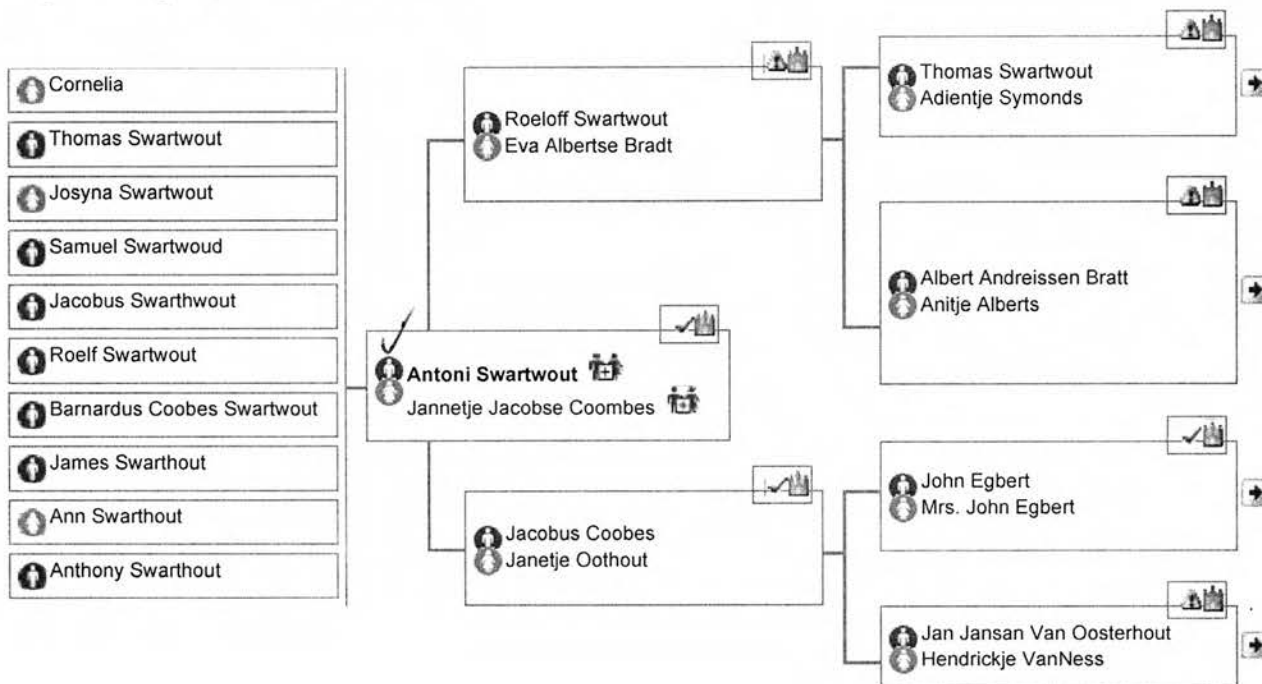 Cornelia
Thomas Swartwout
Josyna Swartwout
Samuel Swartwoud
Jacobus Swarthwout
Roelf Swartwout
Barnardus Coobes Swartwout
James Swarthout
Ann Swarthout
Anthony Swarthout
Antoni Swartwout
Jannetje Jacobse Coombes
Roeloff Swartwout
Eva Albertse Bradt
Jacobus Coobes
Janetje Oothout
Thomas Swartwout
Adientje Symonds
Albert Andreissen Bratt
Anitje Alberts
John Egbert
Mrs. John Egbert
Jan Jansan Van Oosterhout
Hendrickje VanNess